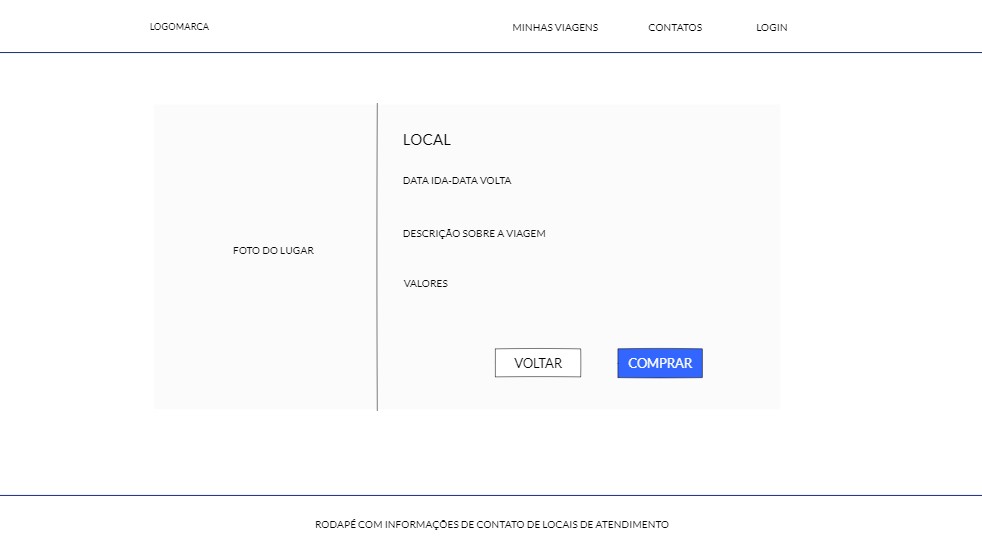 LOGOMARCA
MINHAS VIAGENS
CONTATOS
LOGIN
LOCAL
DATA IDA-DATA VOLTA
DESCRIÇÃO SOBRE A VIAGEM
FOTO DO LUGAR
VALORES
VOLTAR
COMPRAR
RODAPÉ COM INFORMAÇÕES DE CONTATO DE LOCAIS DE ATENDIMENTO